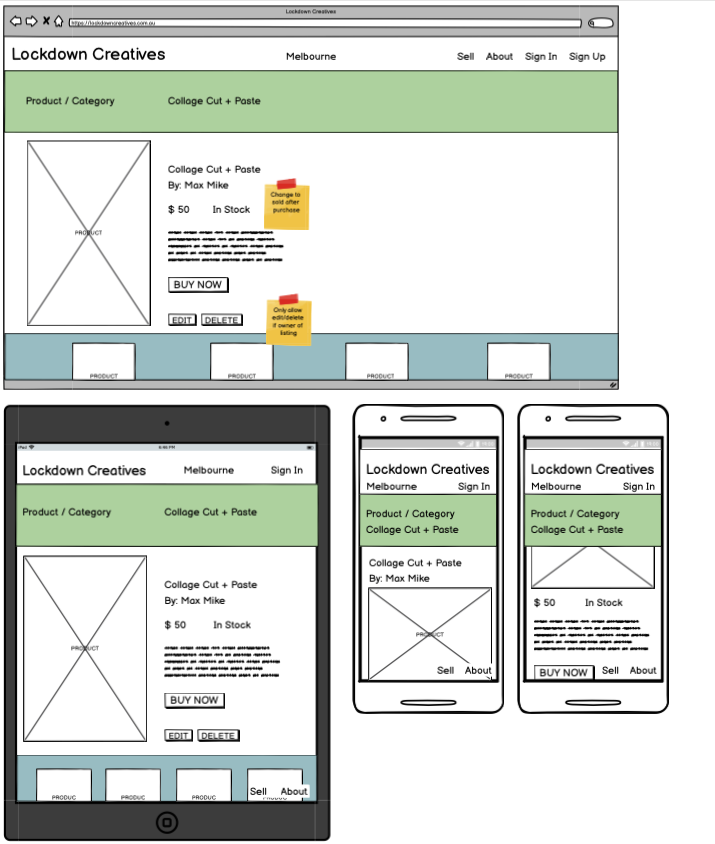 Lockdown Creatives
https://lockdowncreatives.com.au
Lockdown Creatives Melbourne Sell About Sign In Sign Up
Product / Category Collage Cut + Paste
PRODUCT
Collage Cut + Paste
By: Max Mike
$ 50 In Stock
Change to
sold after
purchase
BUY NOW
EDIT DELETE
Only allow
edit/delete
if owner of
listing
PRODUCT PRODUCT PRODUCT PRODUCT
iPad
Lockdown Creatives Melbourne Sign In
Product / Category Collage Cut + Paste
PRODUCT
Collage Cut + Paste
By: Max Mike
$ 50 In Stock
BUY NOW
EDIT DELETE
PRODUC PRODUC PRODUC PRODUC
Sell About
Lockdown Creatives
Melbourne Sign In
Product / Category
Collage Cut + Paste
Collage Cut + Paste
By: Max Mike
PRODUCT
Sell About
Lockdown Creatives
Melbourne Sign In
Product / Category
Collage Cut + Paste
$ 50 In Stock
BUY NOW Sell About